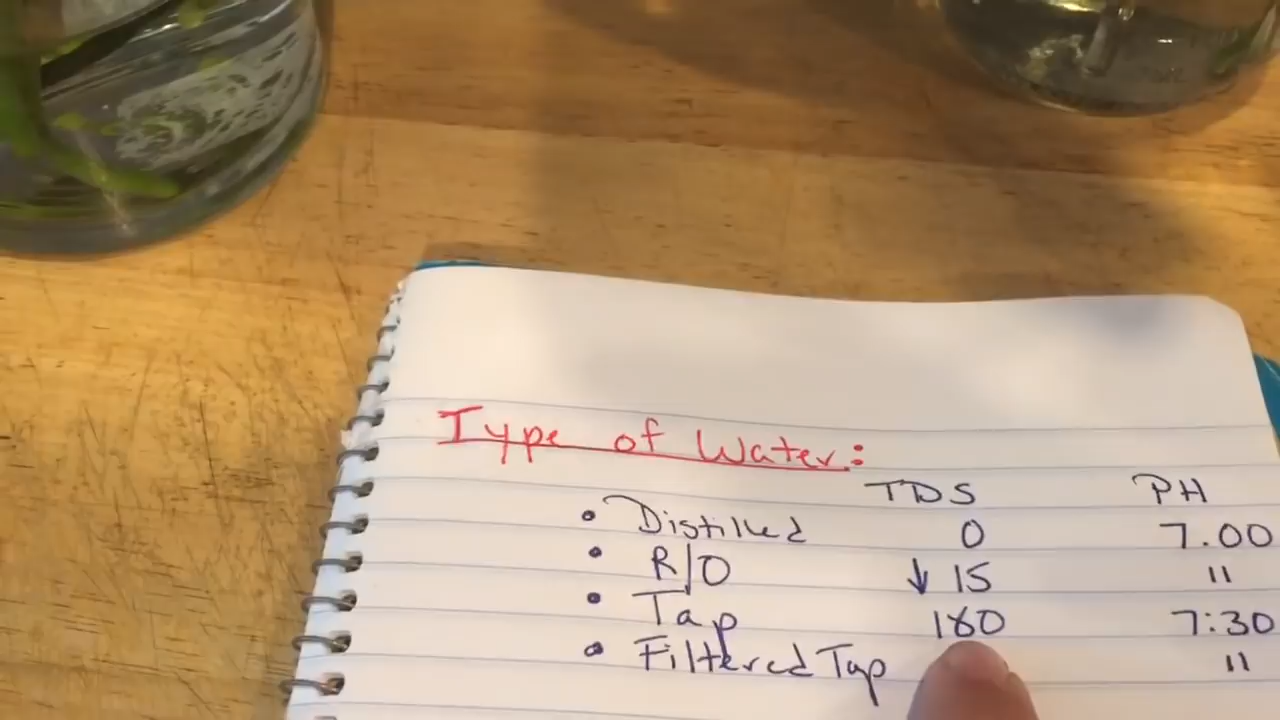 Type of Water:
TDS PH
• Distilled 0 7.00
• R/O ↓ 15 "
• Tap 180 7:30
• Filtered Tap "